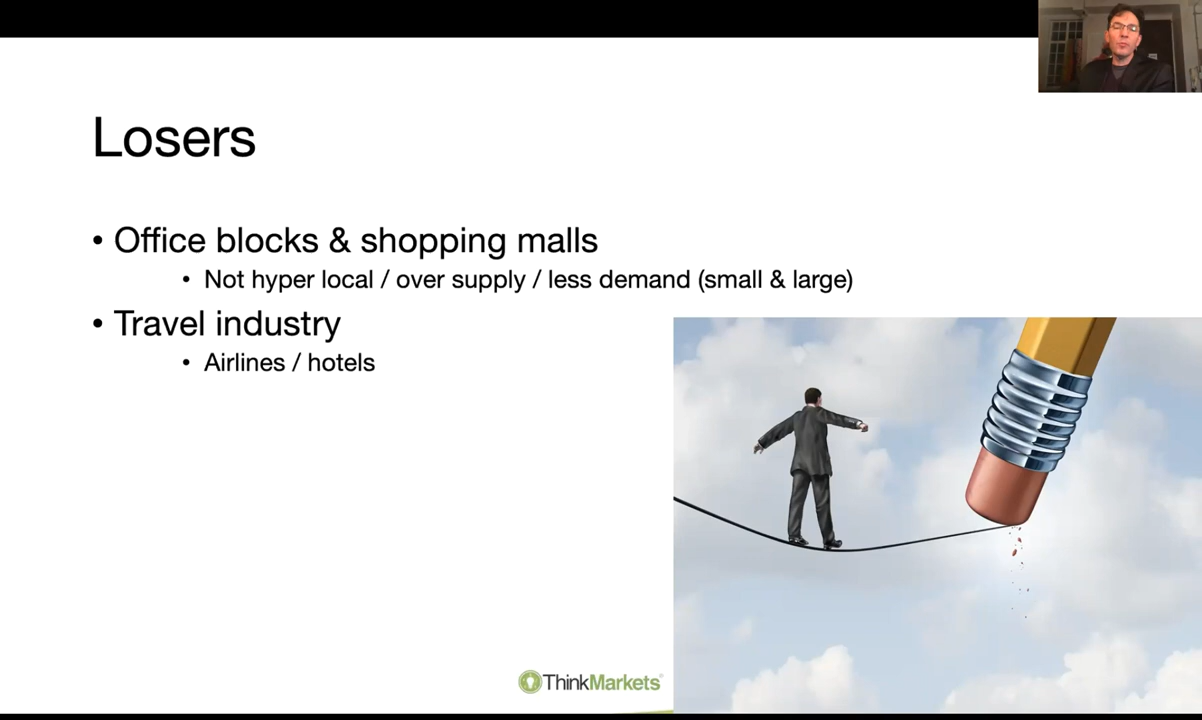 Losers
• Office blocks & shopping malls
• Not hyper local / over supply / less demand (small & large)
• Travel industry
• Airlines / hotels
ThinkMarkets